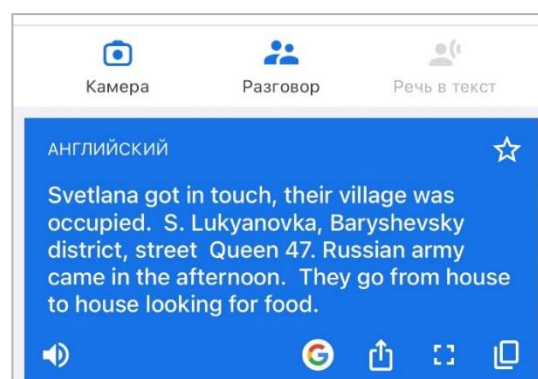 Камера Разговор Речь в текст
АНГЛИЙСКИЙ
Svetlana got in touch, their village was
occupied. S. Lukyanovka, Baryshevsky
district, street Queen 47. Russian army
came in the afternoon. They go from house
to house looking for food.